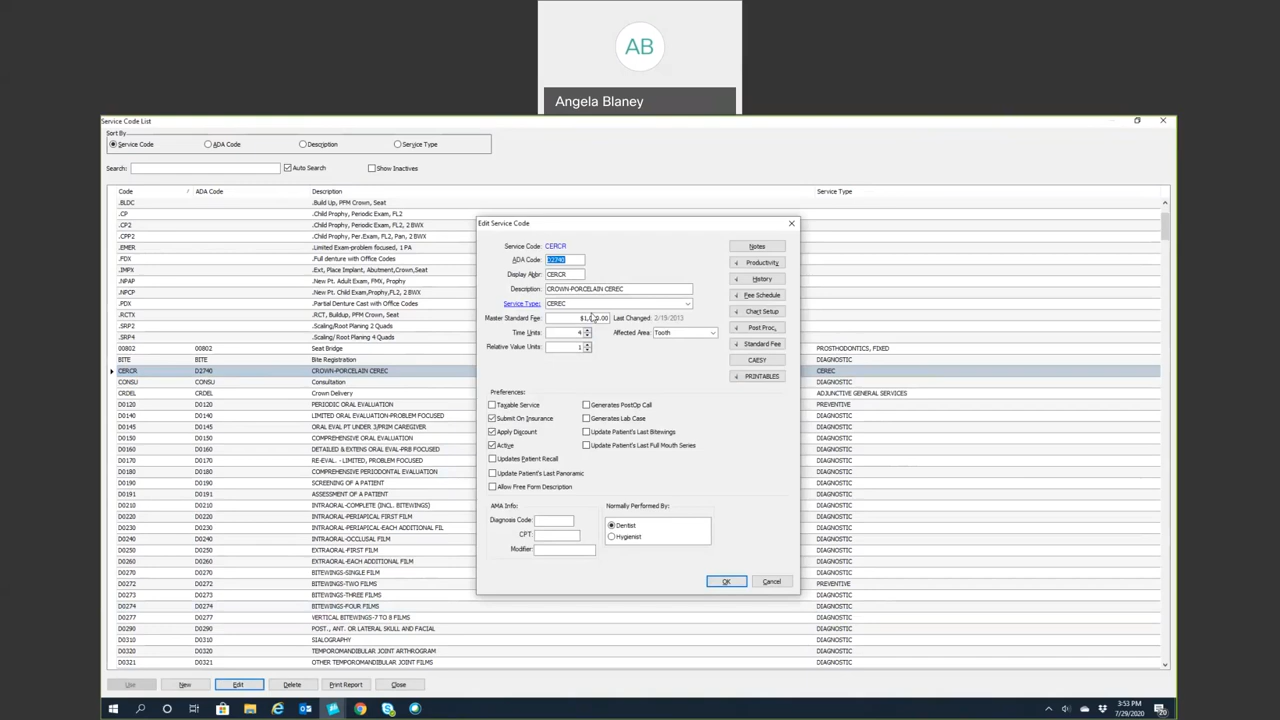 AB
Angela Blaney
Service Code List
Sort By
Service Code ADA Code Description Service Type
Search: Auto Search Show Inactives
Code ADA Code Description Service Type
.BLDC .Build Up, PFM Crown, Seat
.CP .Child Prophy, Periodic Exam, FL2
.CP2 .Child Prophy, Periodic Exam, FL2, 2 BWX
.CPP2 .Child Prophy, Per.Exam, FL2, Pan, 2 BWX
.EMER .Limited Exam-problem focused, 1 PA
.FDX .Full denture with Office Codes
.IMPX .Ext, Place Implant, Abutment,Crown,Seat
.NPAP .New Pt. Adult Exam, FMX, Prophy
.NPCP .New Pt. Child Exam, Prophy, FL2, 2 BWX
.PDX .Partial Denture Cast with Office Codes
.RCT .RCT, Buildup, PFM Crown, Seat
.SRP2 .Scaling/Root Planing 2 Quadrants
.SRP4 .Scaling/ Root Planing 4 Quadrants
00802 Seat Bridge PROSTHODONTICS, FIXED
BITE BITE Bite Registration DIAGNOSTIC
CERCR D2740 CROWN-PORCELAIN CEREC CEREC
CONSU CONSU Consultation DIAGNOSTIC
CRDEL CRDEL Crown Delivery ADJUNCTIVE GENERAL SERVICES
D0120 D0120 PERIODIC ORAL EVALUATION PREVENTIVE
D0140 D0140 LIMITED ORAL EVALUATION-PROBLEM FOCUSED DIAGNOSTIC
D0145 D0145 ORAL EVAL PT UNDER 3/PRIM CAREGIVER DIAGNOSTIC
D0150 D0150 COMPREHENSIVE ORAL EVALUATION DIAGNOSTIC
D0160 D0160 DETAILED & EXTENS ORAL EVAL-PRB FOCUSED DIAGNOSTIC
D0170 D0170 RE-EVAL. - LIMITED, PROBLEM FOCUSED DIAGNOSTIC
D0180 D0180 COMPREHENSIVE PERIODONTAL EVALUATION DIAGNOSTIC
D0190 D0190 SCREENING OF A PATIENT DIAGNOSTIC
D0191 D0191 ASSESSMENT OF A PATIENT DIAGNOSTIC
D0210 D0210 INTRAORAL-COMPLETE (INCL. BITEWINGS) DIAGNOSTIC
D0220 D0220 INTRAORAL-PERIAPICAL FIRST FILM DIAGNOSTIC
D0230 D0230 INTRAORAL-PERIAPICAL-EACH ADDITIONAL FIL DIAGNOSTIC
D0240 D0240 INTRAORAL-OCCLUSAL FILM DIAGNOSTIC
D0250 D0250 EXTRAORAL-FIRST FILM DIAGNOSTIC
D0260 D0260 EXTRAORAL-EACH ADDITIONAL FILM DIAGNOSTIC
D0270 D0270 BITEWINGS-SINGLE FILM DIAGNOSTIC
D0272 D0272 BITEWINGS-TWO FILMS PREVENTIVE
D0273 D0273 BITEWINGS-THREE FILMS DIAGNOSTIC
D0274 D0274 BITEWINGS-FOUR FILMS DIAGNOSTIC
D0277 D0277 VERTICAL BITEWINGS-7 TO 8 FILMS DIAGNOSTIC
D0290 D0290 POST., ANT. OR LATERAL SKULL AND FACIAL DIAGNOSTIC
D0310 D0310 SIALOGRAPHY DIAGNOSTIC
D0320 D0320 TEMPOROMANDIBULAR JOINT ARTHROGRAM DIAGNOSTIC
D0321 D0321 OTHER TEMPOROMANDIBULAR JOINT FILMS DIAGNOSTIC
Use New Edit Delete Print Report Close
Edit Service Code
Service Code: CERCR Notes
ADA Code: D2740 Productivity
Display Abr: CERCR History
Description: CROWN-PORCELAIN CEREC Fee Schedule
Service Type: CEREC Chart Setup
Master Standard Fee: Last Changed: 2/19/2013
Post Proc.
Time Units: 4 Affected Area: Tooth
Standard Fee
Relative Value Units: 1
CAESY
PRINTABLES
Preferences:
Taxable Service Generates PostOp Call
Submit On Insurance Generates Lab Case
Apply Discount Update Patient's Last Bitewings
Active Update Patient's Last Full Mouth Series
Updates Patient Recall
Update Patient's Last Panoramic
Allow Free Form Description
AMA Info: Normally Performed By:
Diagnosis Code: Dentist
CPT: Hygienist
Modifier:
OK Cancel
3:53 PM
7/29/2020
20